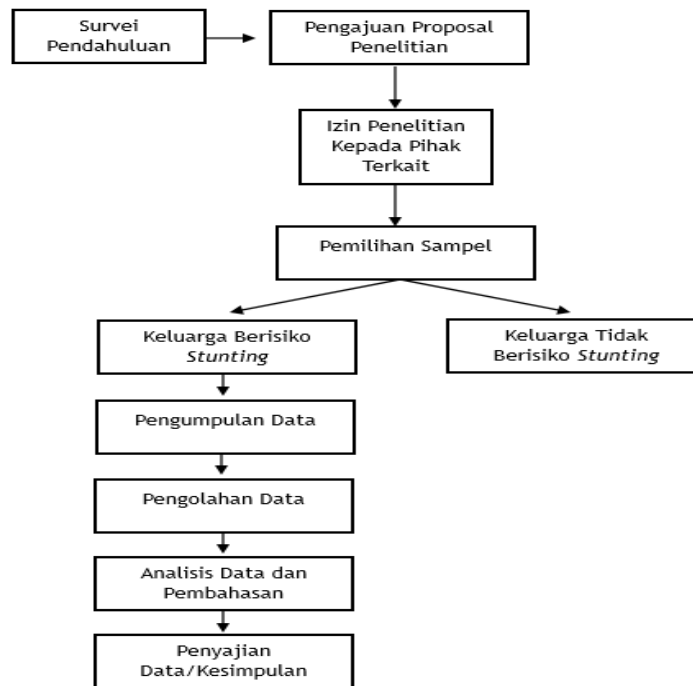 Survei
Pendahuluan
Pengajuan Proposal
Penelitian
Izin Penelitian
Kepada Pihak
Terkait
Pemilihan Sampel
Keluarga Berisiko
Stunting
Keluarga Tidak
Berisiko Stunting
Pengumpulan Data
Pengolahan Data
Analisis Data dan
Pembahasan
Penyajian
Data/Kesimpulan